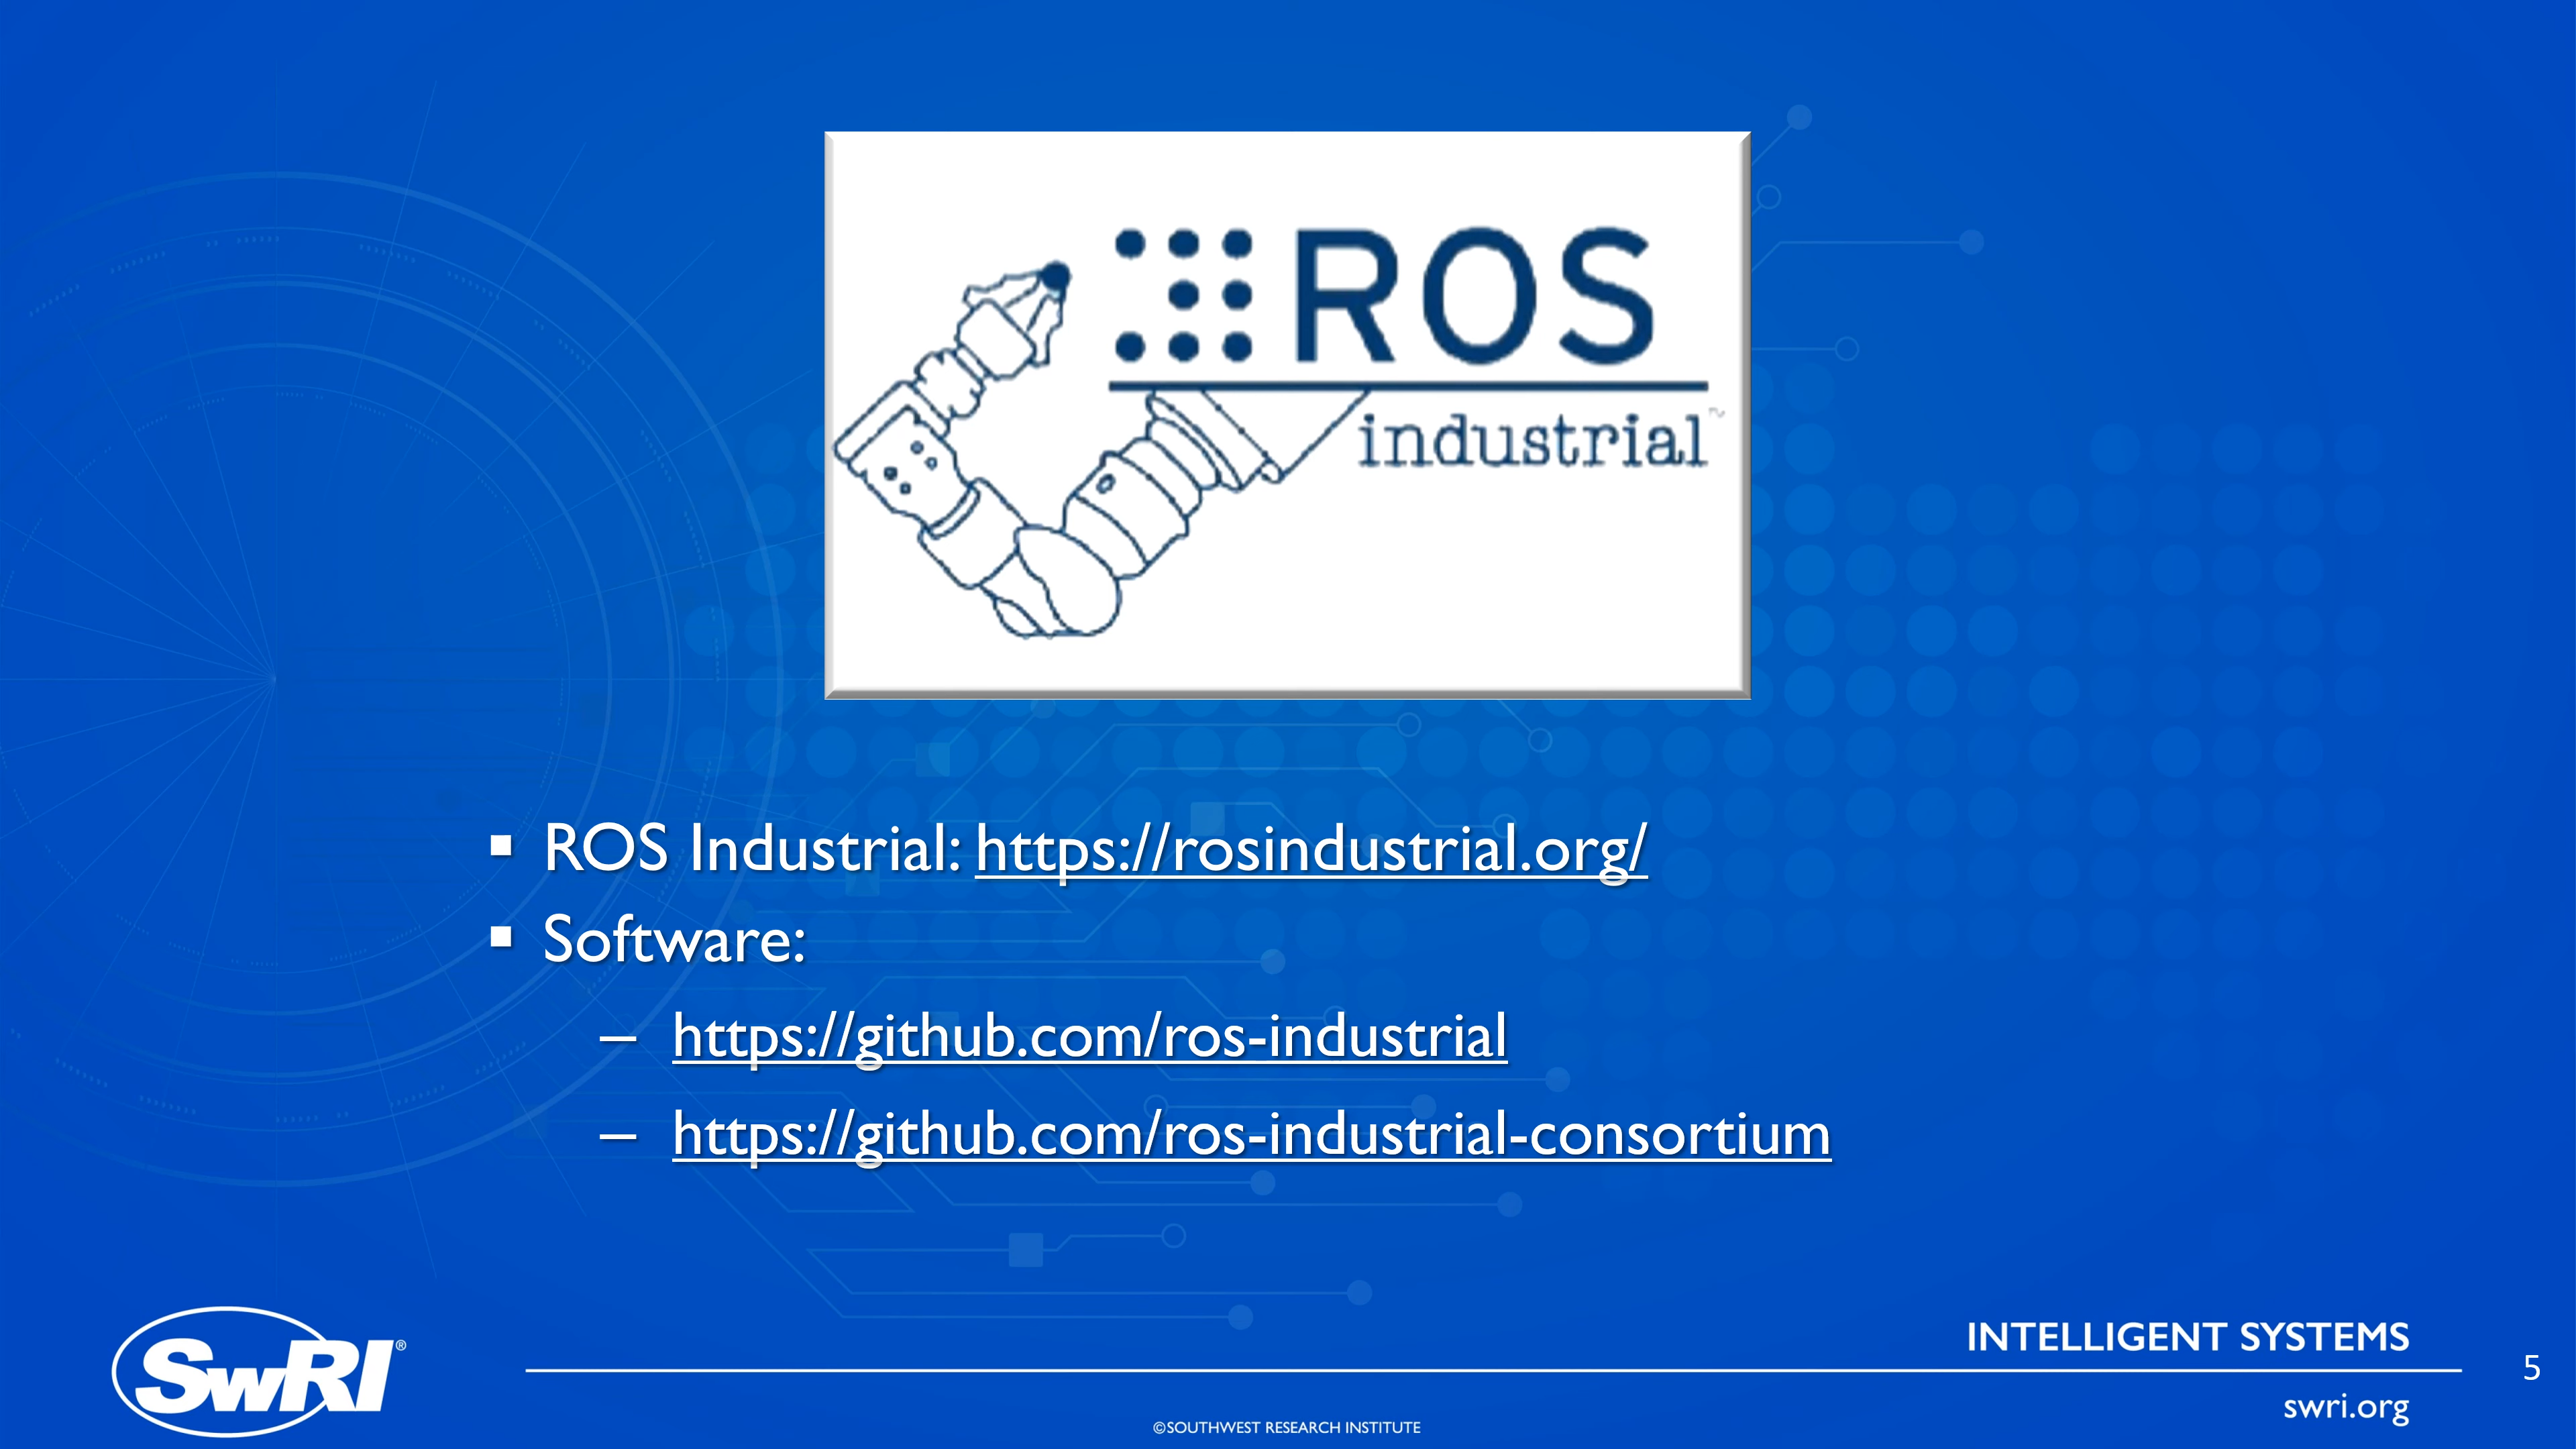 ROS
industrial
ROS Industrial: https://rosindustrial.org/
Software:
– https://github.com/ros-industrial
– https://github.com/ros-industrial-consortium
SwRI®
INTELLIGENT SYSTEMS
5
swri.org
©SOUTHWEST RESEARCH INSTITUTE